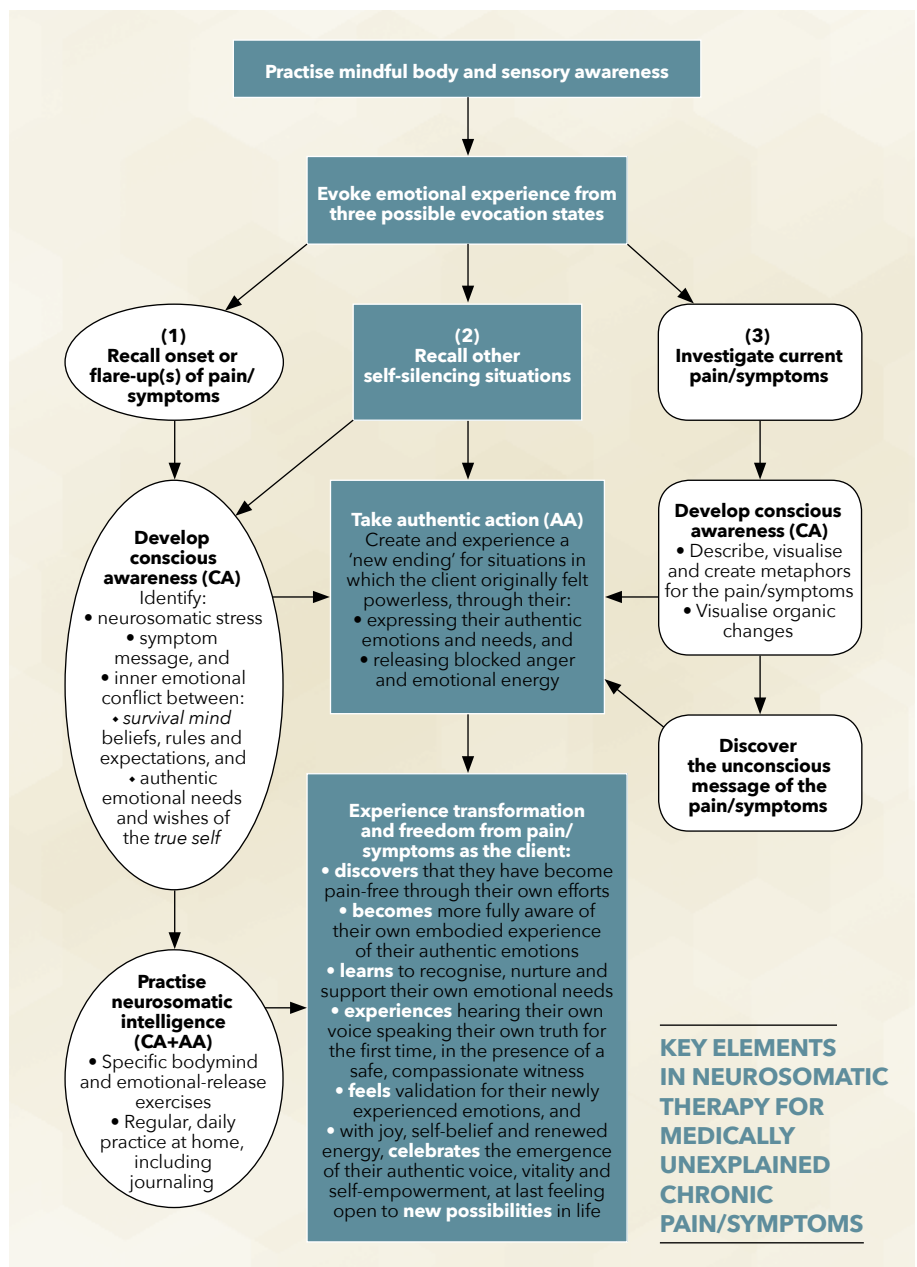 Practise mindful body and sensory awareness
Evoke emotional experience from
three possible evocation states
(1)
Recall onset or
flare-up(s) of pain/
symptoms
(2)
Recall other
self-silencing situations
(3)
Investigate current
pain/symptoms
Develop
conscious
awareness (CA)
Identify:
• neurosomatic stress
• symptom
message, and
• inner emotional
conflict between:
⬩ survival mind
beliefs, rules and
expectations, and
⬩ authentic
emotional needs
and wishes of
the true self
Take authentic action (AA)
Create and experience a
‘new ending’ for situations in
which the client originally felt
powerless, through their:
• expressing their authentic
emotions and needs, and
• releasing blocked anger
and emotional energy
Develop conscious
awareness (CA)
• Describe, visualise
and create metaphors
for the pain/symptoms
• Visualise organic
changes
Discover
the unconscious
message of the
pain/symptoms
Practise
neurosomatic
intelligence
(CA+AA)
• Specific bodymind
and emotional-release
exercises
• Regular, daily
practice at home,
including
journaling
Experience transformation
and freedom from pain/
symptoms as the client:
• discovers that they have become
pain-free through their own efforts
• becomes more fully aware of
their own embodied experience
of their authentic emotions
• learns to recognise, nurture and
support their own emotional needs
• experiences hearing their own
voice speaking their own truth for
the first time, in the presence of a
safe, compassionate witness
• feels validation for their newly
experienced emotions, and
• with joy, self-belief and renewed
energy, celebrates the emergence
of their authentic voice, vitality and
self-empowerment, at last feeling
open to new possibilities in life
KEY ELEMENTS
IN NEUROSOMATIC
THERAPY FOR
MEDICALLY
UNEXPLAINED
CHRONIC
PAIN/SYMPTOMS